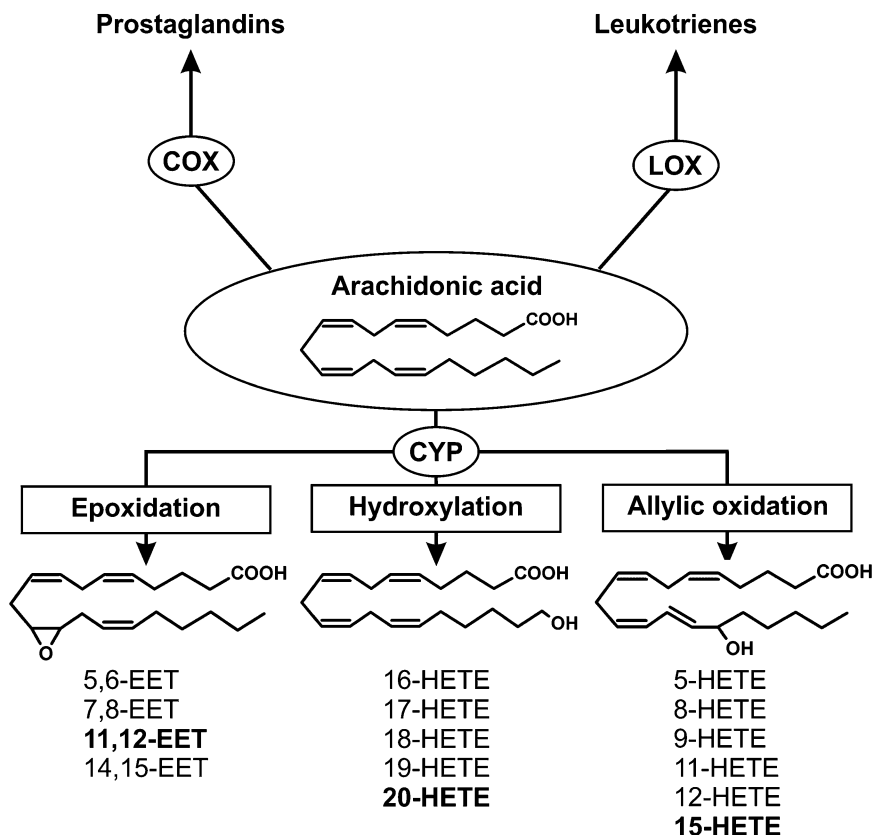 Prostaglandins
Leukotrienes
COX
LOX
Arachidonic acid
COOH
CYP
Epoxidation
Hydroxylation
Allylic oxidation
COOH
O
COOH
OH
COOH
OH
5,6-EET
7,8-EET
11,12-EET
14,15-EET
16-HETE
17-HETE
18-HETE
19-HETE
20-HETE
5-HETE
8-HETE
9-HETE
11-HETE
12-HETE
15-HETE